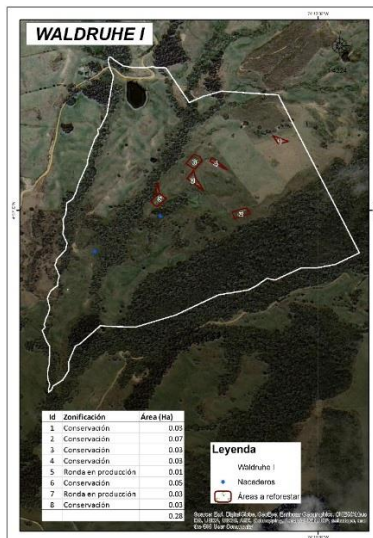 WALDRUHE I
Id Zonificación Área (Ha)
1 Conservación 0.03
2 Conservación 0.07
3 Conservación 0.03
4 Conservación 0.03
5 Ronda en producción 0.01
6 Conservación 0.05
7 Ronda en producción 0.03
8 Conservación 0.03
0.28
Leyenda
Waldruhe I
Nacederos
Áreas a reforestar